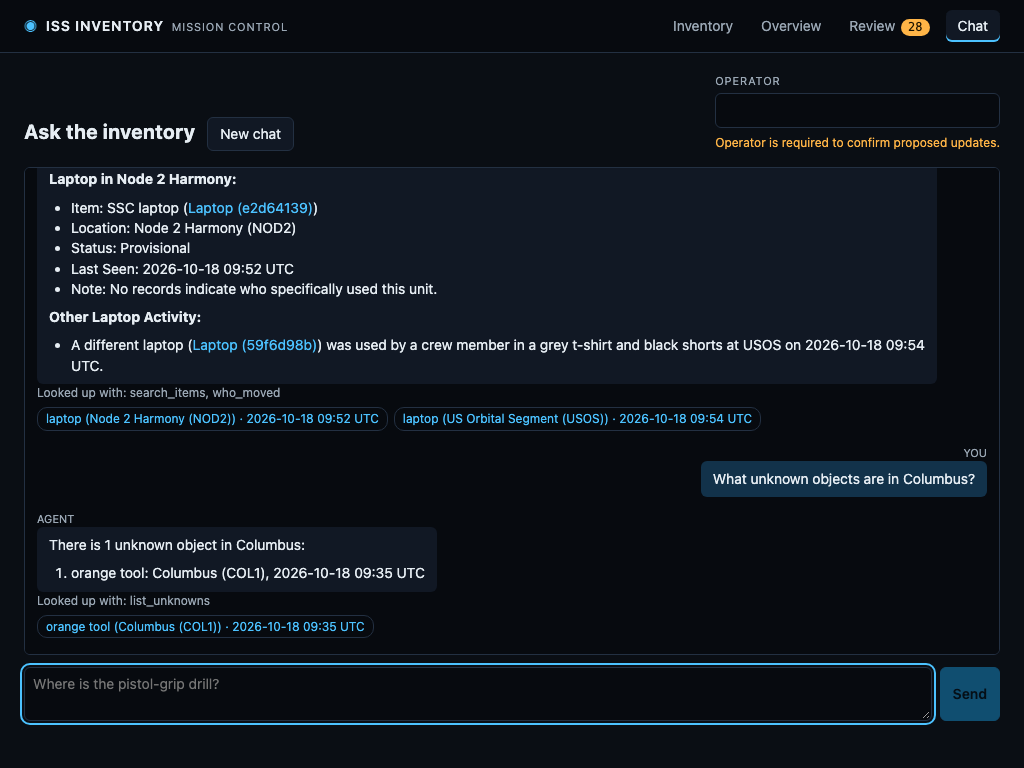 ISS INVENTORY MISSION CONTROL
Inventory Overview Review 28 Chat
OPERATOR
Ask the inventory New chat
Operator is required to confirm proposed updates.
Laptop in Node 2 Harmony:
• Item: SSC laptop (Laptop (e2d64139))
• Location: Node 2 Harmony (NOD2)
• Status: Provisional
• Last Seen: 2026-10-18 09:52 UTC
• Note: No records indicate who specifically used this unit.
Other Laptop Activity:
• A different laptop (Laptop (59f6d98b)) was used by a crew member in a grey t-shirt and black shorts at USOS on 2026-10-18 09:54
UTC.
Looked up with: search_items, who_moved
laptop (Node 2 Harmony (NOD2)) · 2026-10-18 09:52 UTC laptop (US Orbital Segment (USOS)) · 2026-10-18 09:54 UTC
YOU
What unknown objects are in Columbus?
AGENT
There is 1 unknown object in Columbus:
1. orange tool: Columbus (COL1), 2026-10-18 09:35 UTC
Looked up with: list_unknowns
orange tool (Columbus (COL1)) · 2026-10-18 09:35 UTC
Where is the pistol-grip drill?
Send